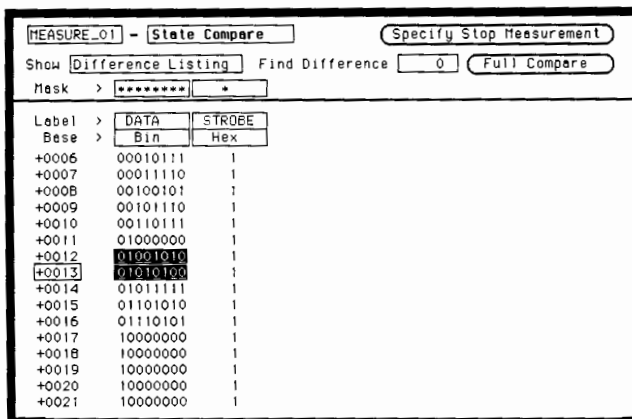 MEASURE_01 - State Compare Specify Stop Measurement
Show Difference Listing Find Difference 0 Full Compare
Mask > ******** *
Label > DATA STROBE
Base > Bin Hex
+0006 00010111 1
+0007 00011110 1
+0008 00100101 1
+0009 00101110 1
+0010 00110111 1
+0011 01000000 1
+0012 01001010 1
+0013 01010100 1
+0014 01011111 1
+0015 01101010 1
+0016 01110101 1
+0017 10000000 1
+0018 10000000 1
+0019 10000000 1
+0020 10000000 1
+0021 10000000 1